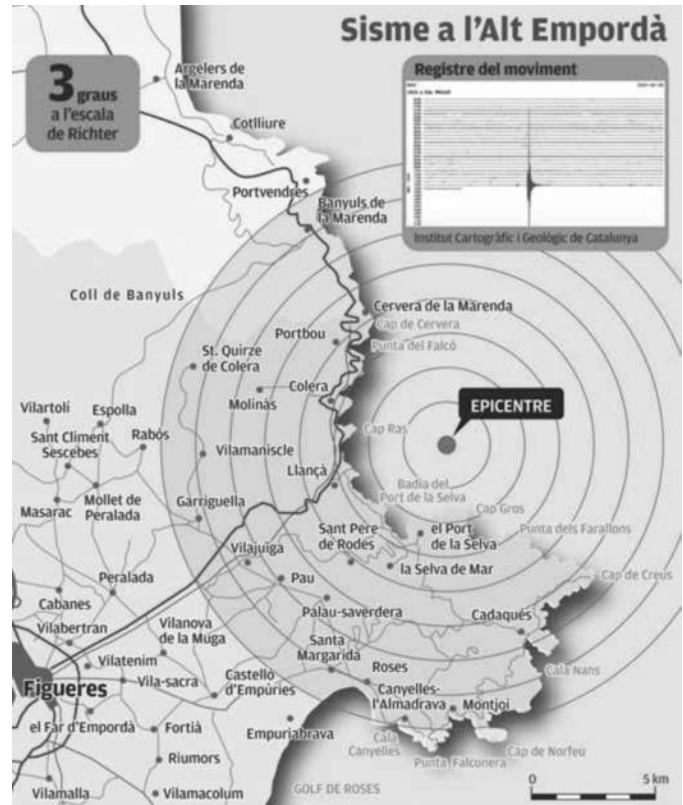 Sisme a l'Alt Empordà
3 graus
a l'escala
de Richter
Registre del moviment
Institut Cartogràfic i Geològic de Catalunya
Argelers de
la Marenda
Cotlliure
Portvendres
Banyuls de
la Marenda
Coll de Banyuls
Cervera de la Marenda
Cap de Cervera
Portbou
Punta del Falcó
St. Quirze
de Colera
Colera
Molinàs
EPICENTRE
Vilartolí
Espolla
Sant Climent
Sescebes
Rabós
Cap Ras
Vilamaniscle
Llançà
Badia del
Port de la Selva
Masarac
Mollet de
Peralada
Garriguella
Cap Gros
Sant Pere
de Rodes
el Port
de la Selva
Punta dels Farallons
Vilajuïga
la Selva de Mar
Cap de Creus
Peralada
Pau
Cabanes
Palau-saverdera
Cadaqués
Vilabertran
Vilanova
de la Muga
Santa
Margarida
Cala Nans
Vilatenim
Roses
Figueres
Vila-sacra
Castelló
d'Empúries
Canyelles-
l'Almadrava
Montjoi
el Far d'Empordà
Fortià
Empuriabrava
Cala
Canyelles
Cap de Norfeu
Punta Falconera
Riumors
GOLF DE ROSES
0
5 km
Vilamalla
Vilamacolum